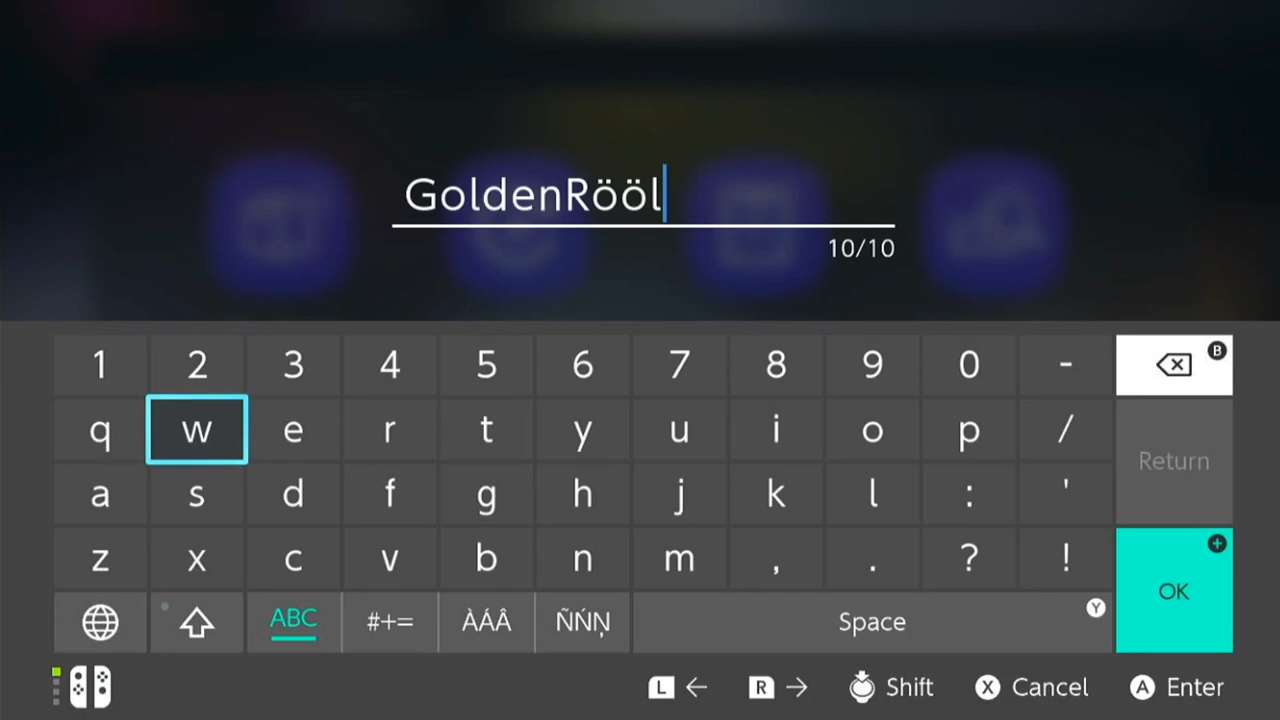 GoldenRööl
10/10
1 2 3 4 5 6 7 8 9 0 - B
q w e r t y u i o p / Return
a s d f g h j k l : '
z x c v b n m , . ? ! + OK
ABC #+= ÀÁÂ ÑŃŅ Space Y
L ← R → Shift X Cancel A Enter